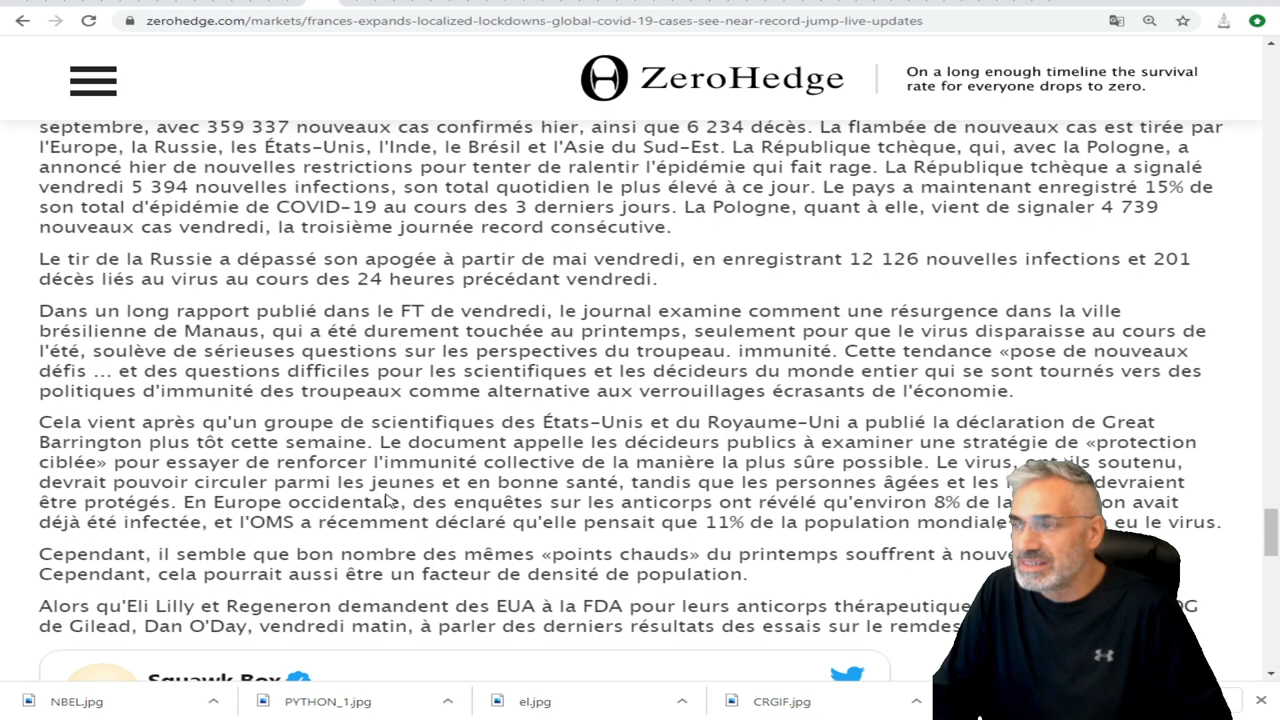 zerohedge.com/markets/frances-expands-localized-lockdowns-global-covid-19-cases-see-near-record-jump-live-updates
ZeroHedge
On a long enough timeline the survival
rate for everyone drops to zero.
septembre, avec 359 337 nouveaux cas confirmés hier, ainsi que 6 234 décès. La flambée de nouveaux cas est tirée par
l'Europe, la Russie, les États-Unis, l'Inde, le Brésil et l'Asie du Sud-Est. La République tchèque, qui, avec la Pologne, a
annoncé hier de nouvelles restrictions pour tenter de ralentir l'épidémie qui fait rage. La République tchèque a signalé
vendredi 5 394 nouvelles infections, son total quotidien le plus élevé à ce jour. Le pays a maintenant enregistré 15% de
son total d'épidémie de COVID-19 au cours des 3 derniers jours. La Pologne, quant à elle, vient de signaler 4 739
nouveaux cas vendredi, la troisième journée record consécutive.
Le tir de la Russie a dépassé son apogée à partir de mai vendredi, en enregistrant 12 126 nouvelles infections et 201
décès liés au virus au cours des 24 heures précédant vendredi.
Dans un long rapport publié dans le FT de vendredi, le journal examine comment une résurgence dans la ville
brésilienne de Manaus, qui a été durement touchée au printemps, seulement pour que le virus disparaisse au cours de
l'été, soulève de sérieuses questions sur les perspectives du troupeau. immunité. Cette tendance «pose de nouveaux
défis ... et des questions difficiles pour les scientifiques et les décideurs du monde entier qui se sont tournés vers des
politiques d'immunité des troupeaux comme alternative aux verrouillages écrasants de l'économie.
Cela vient après qu'un groupe de scientifiques des États-Unis et du Royaume-Uni a publié la déclaration de Great
Barrington plus tôt cette semaine. Le document appelle les décideurs publics à examiner une stratégie de «protection
ciblée» pour essayer de renforcer l'immunité collective de la manière la plus sûre possible. Le virus, ont-ils soutenu,
devrait pouvoir circuler parmi les jeunes et en bonne santé, tandis que les personnes âgées et les devraient
être protégés. En Europe occidentale, des enquêtes sur les anticorps ont révélé qu'environ 8% de la avait
déjà été infectée, et l'OMS a récemment déclaré qu'elle pensait que 11% de la population mondiale eu le virus.
Cependant, il semble que bon nombre des mêmes «points chauds» du printemps souffrent à
Cependant, cela pourrait aussi être un facteur de densité de population.
Alors qu'Eli Lilly et Regeneron demandent des EUA à la FDA pour leurs anticorps
de Gilead, Dan O'Day, vendredi matin, à parler des derniers résultats des essais sur le
Squawk Box
NBEL.jpg
PYTHON_1.jpg
el.jpg
CRGIF.jpg